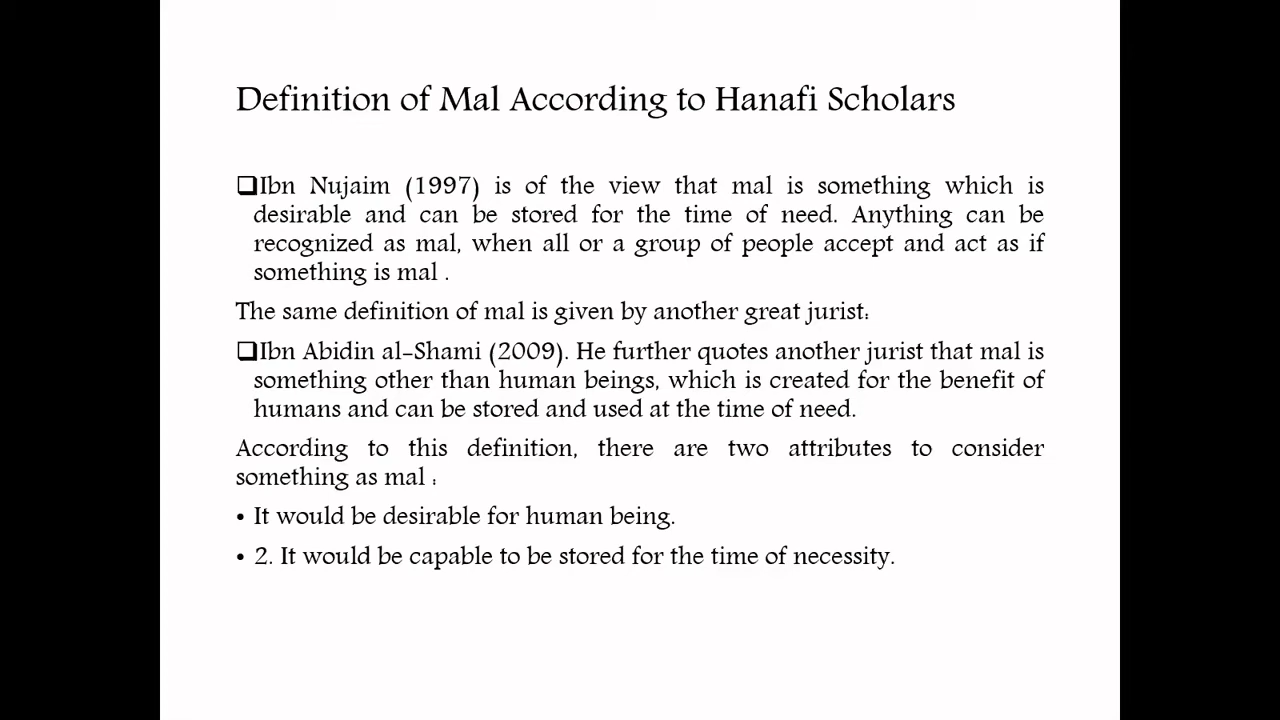 Definition of Mal According to Hanafi Scholars
❑Ibn Nujaim (1997) is of the view that mal is something which is
desirable and can be stored for the time of need. Anything can be
recognized as mal, when all or a group of people accept and act as if
something is mal .
The same definition of mal is given by another great jurist:
❑Ibn Abidin al-Shami (2009). He further quotes another jurist that mal is
something other than human beings, which is created for the benefit of
humans and can be stored and used at the time of need.
According to this definition, there are two attributes to consider
something as mal :
• It would be desirable for human being.
• 2. It would be capable to be stored for the time of necessity.